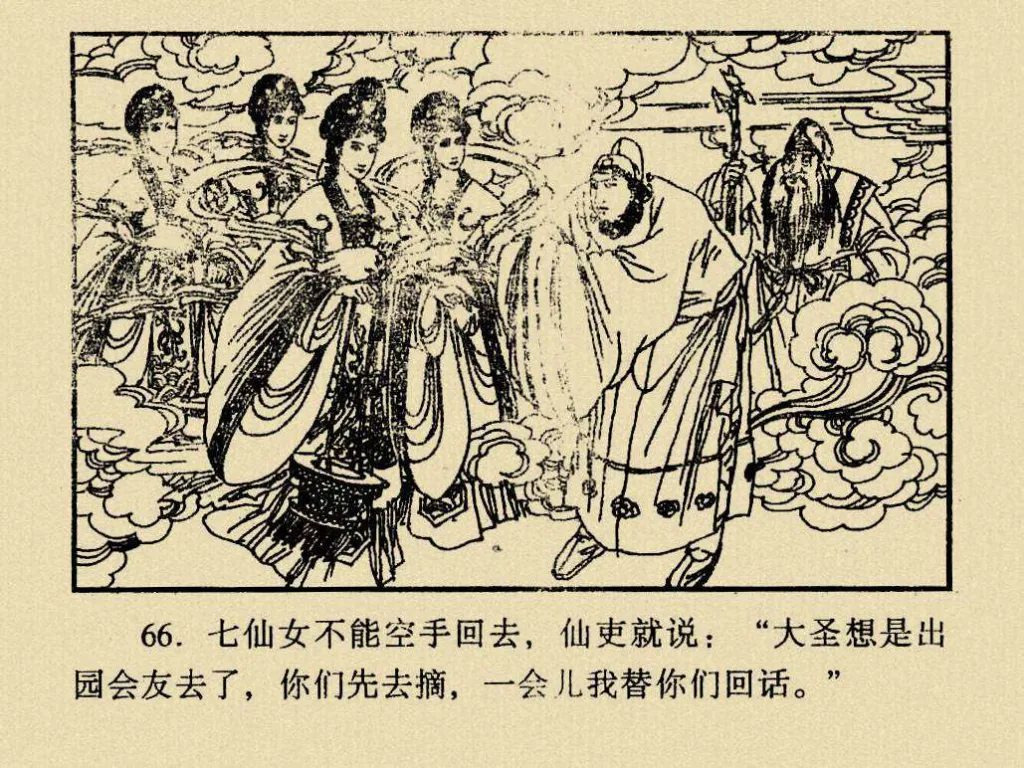 66. 七仙女不能空手回去，仙吏就说：“大圣想是出
园会友去了，你们先去摘，一会儿我替你们回话。”